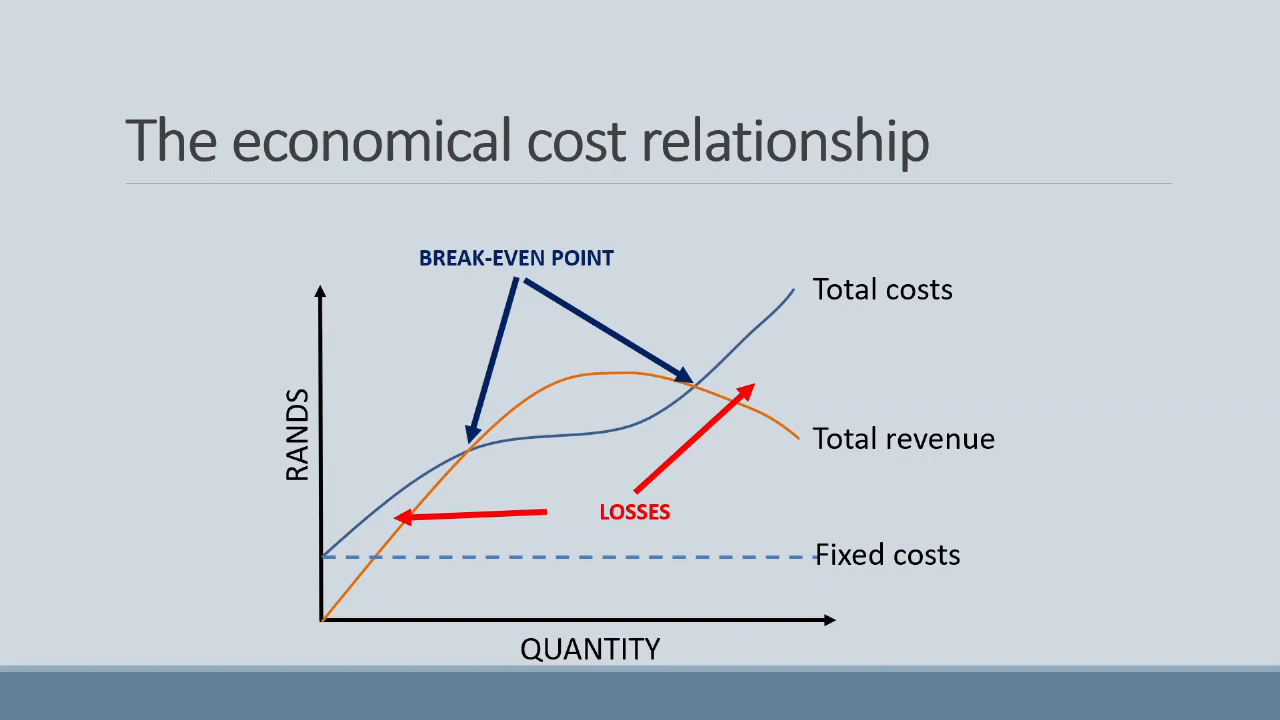 The economical cost relationship
BREAK-EVEN POINT
Total costs
RANDS
Total revenue
LOSSES
Fixed costs
QUANTITY